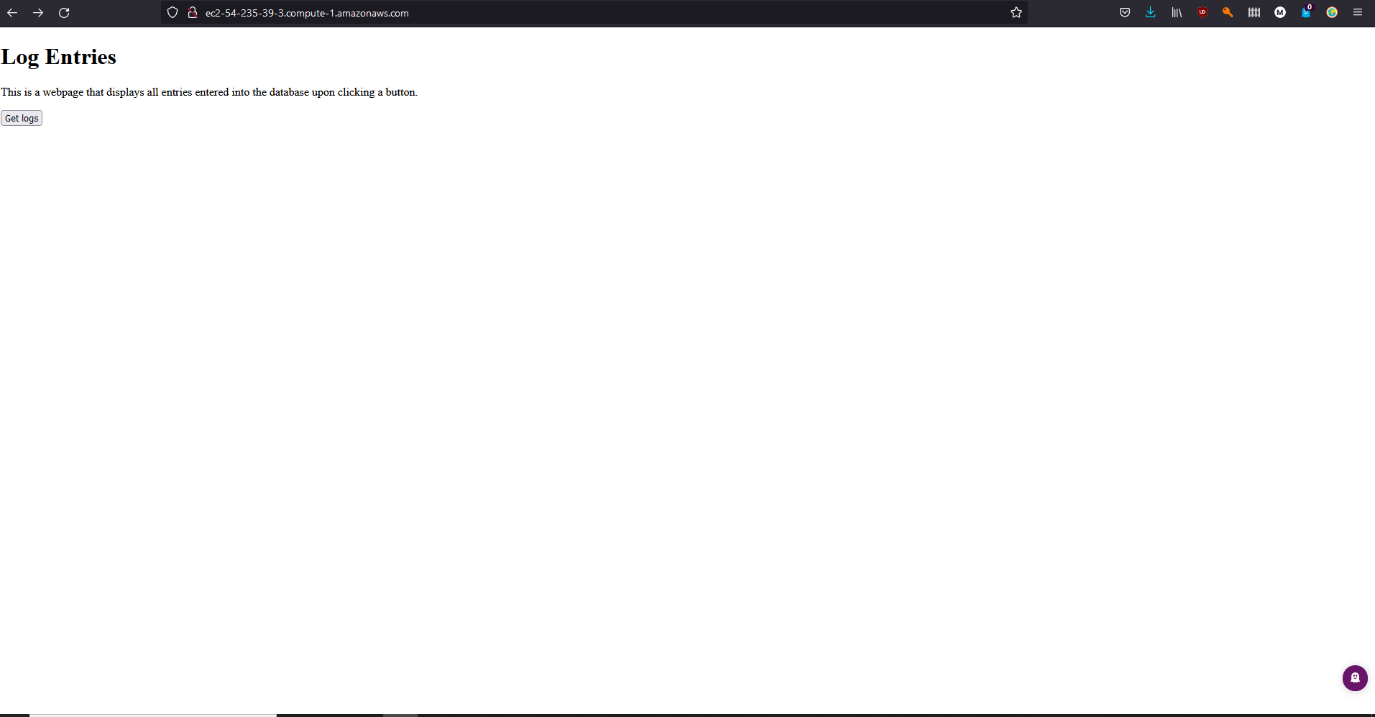 ec2-54-235-39-3.compute-1.amazonaws.com
0
Log Entries
This is a webpage that displays all entries entered into the database upon clicking a button.
Get logs